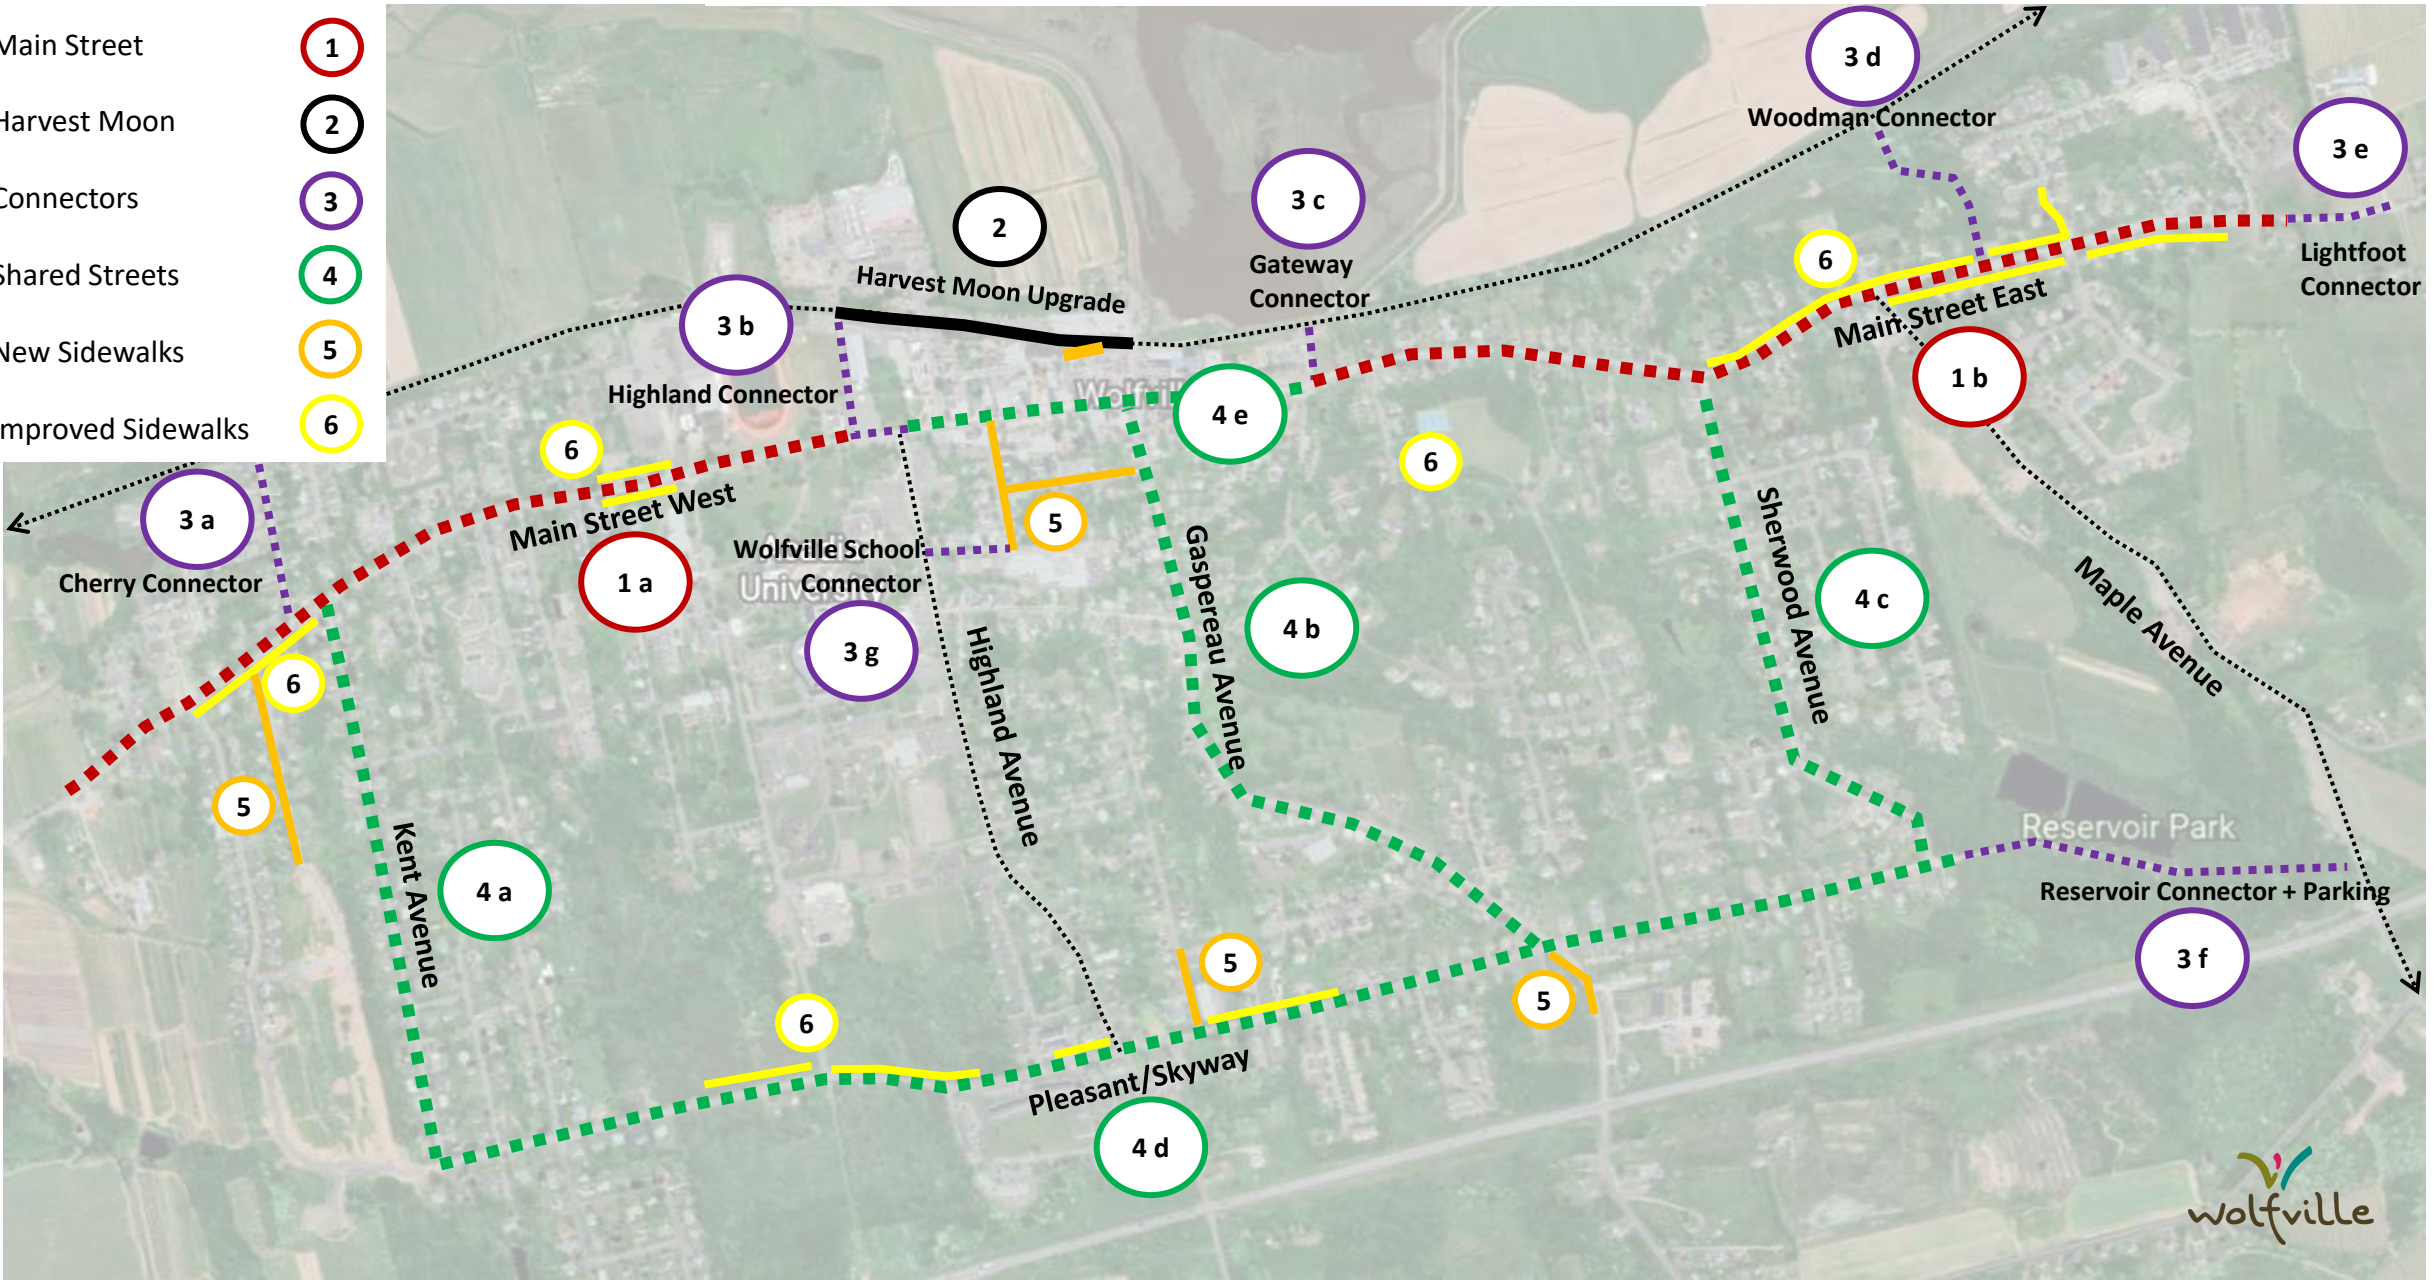 Main Street 1
Harvest Moon 2
Connectors 3
Shared Streets 4
New Sidewalks 5
Improved Sidewalks 6
3 d
Woodman Connector
3 e
Lightfoot
Connector
3 c
Gateway
Connector
2
Harvest Moon Upgrade
3 b
Highland Connector
6
Main Street East
1 b
Wolfvill
4 e
6
6
Main Street West
1 a
3 a
Cherry Connector
5
Wolfville School
Connector
University
3 g
Highland Avenue
Gaspereau Avenue
4 b
Sherwood Avenue
4 c
Maple Avenue
6
5
Kent Avenue
4 a
Reservoir Park
Reservoir Connector + Parking
3 f
5
5
6
Pleasant/Skyway
4 d
wolfville